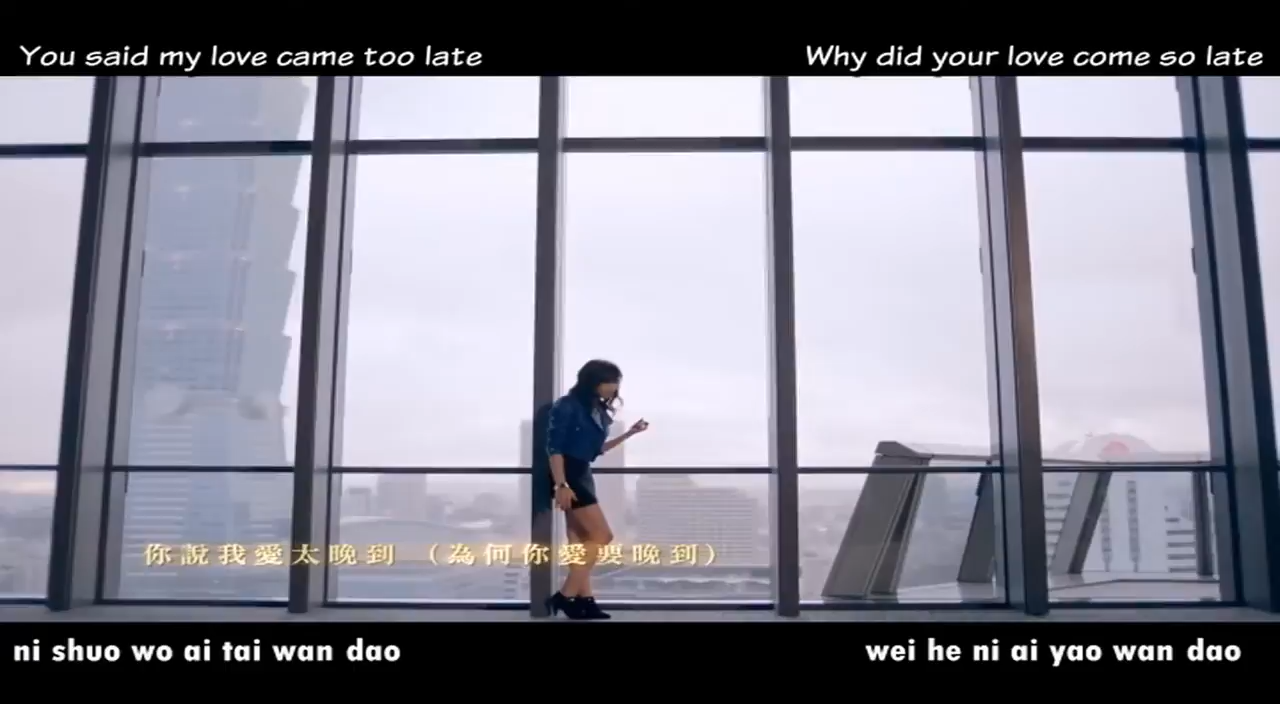 You said my love came too late
Why did your love come so late
你說我愛太晚到 (為何你愛要晚到)
ni shuo wo ai tai wan dao
wei he ni ai yao wan dao